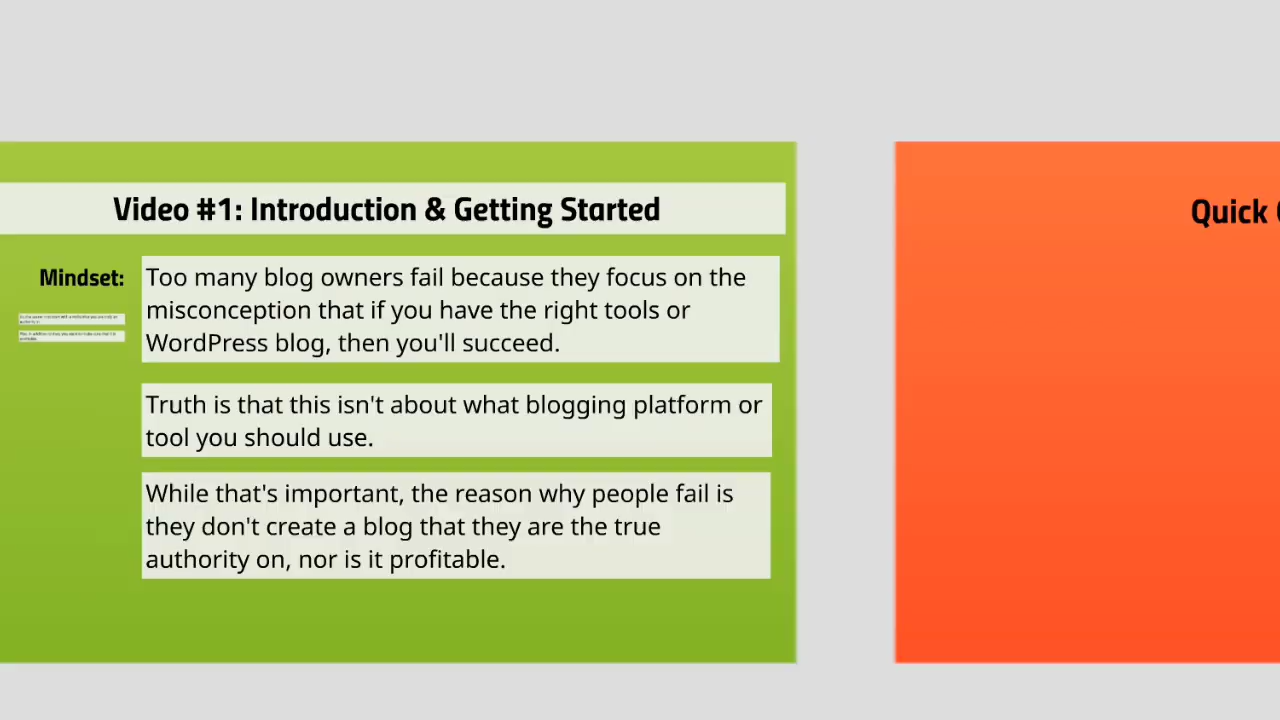 Video #1: Introduction & Getting Started
Quick
Mindset:
Too many blog owners fail because they focus on the
misconception that if you have the right tools or
WordPress blog, then you'll succeed.
Truth is that this isn't about what blogging platform or
tool you should use.
While that's important, the reason why people fail is
they don't create a blog that they are the true
authority on, nor is it profitable.